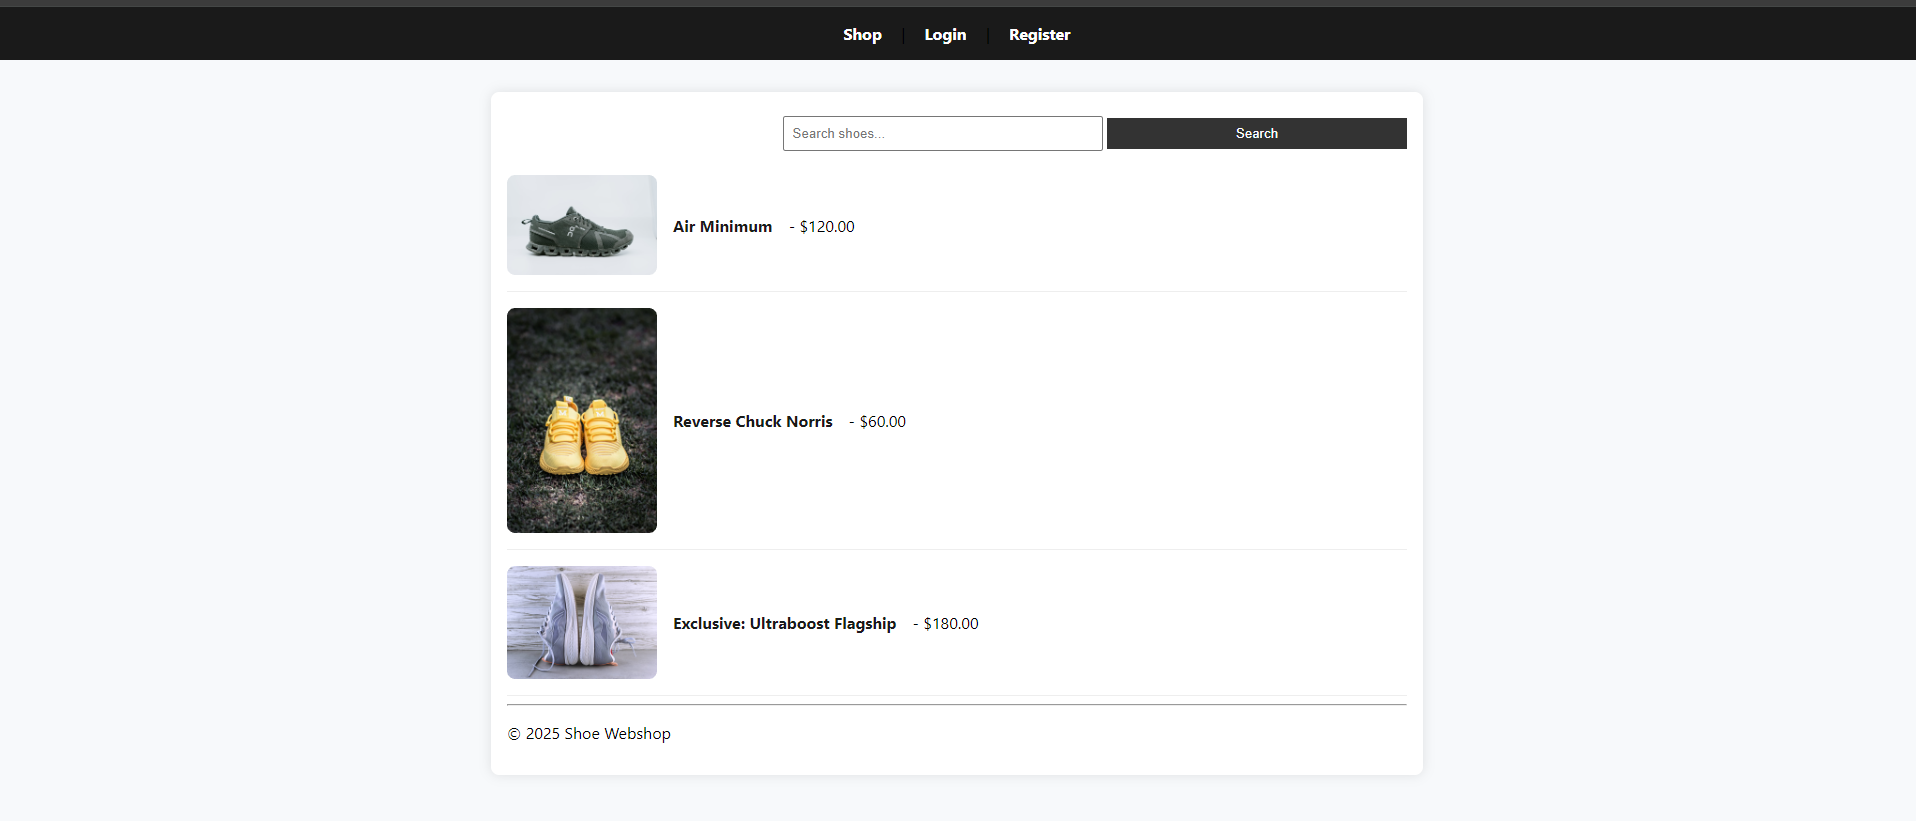 Shop | Login | Register
Search shoes...
Search
Air Minimum - $120.00
Reverse Chuck Norris - $60.00
Exclusive: Ultraboost Flagship - $180.00
© 2025 Shoe Webshop